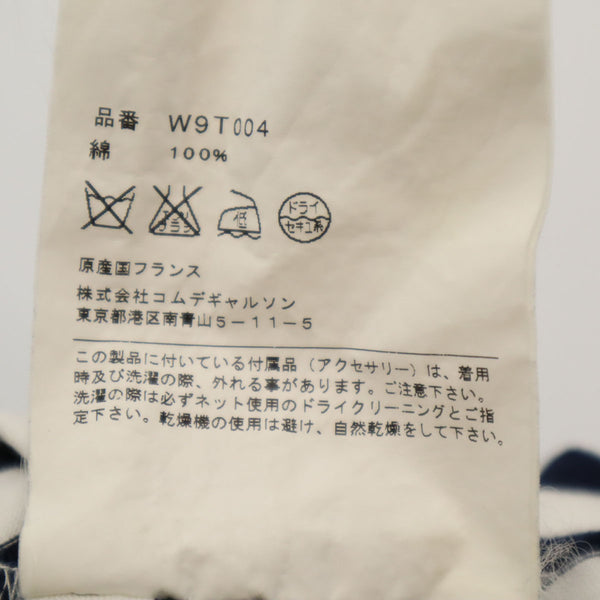 品番 W9T004
綿 100%
エンソ サラシ 低 ドライ セキユ系
原産国フランス
株式会社コムデギャルソン
東京都港区南青山5-11-5
この製品に付いている付属品（アクセサリー）は、着用
時及び洗濯の際、外れる事があります。ご注意下さい。
洗濯の際は必ずネット使用のドライクリーニングとご指
定下さい。乾燥機の使用は避け、自然乾燥をして下さい。